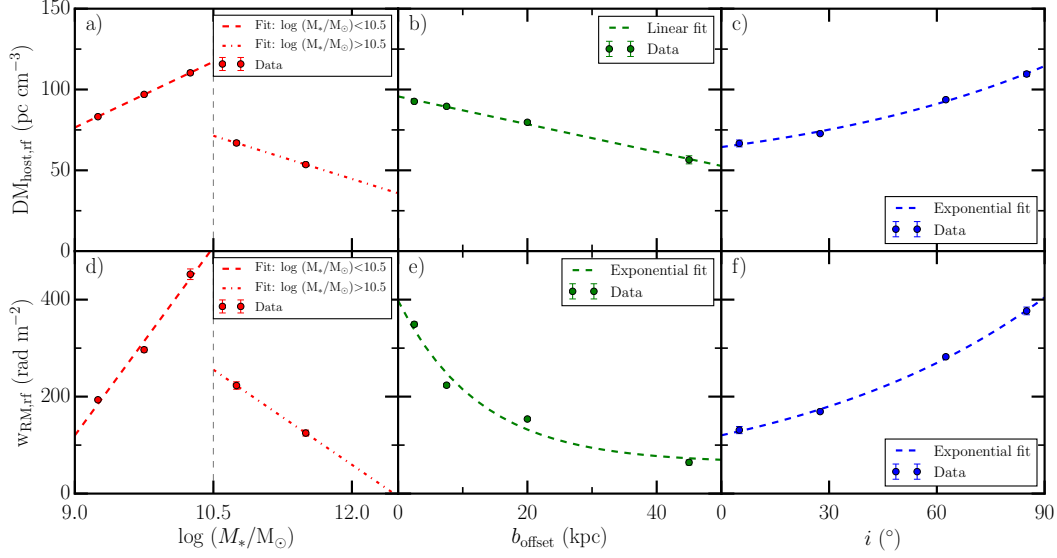 a)
Fit: log (M*/M⊙)<10.5
Fit: log (M*/M⊙)>10.5
Data
b)
Linear fit
Data
c)
Exponential fit
Data
150
100
50
0
DM_host,rf (pc cm⁻³)
d)
Fit: log (M*/M⊙)<10.5
Fit: log (M*/M⊙)>10.5
Data
e)
Exponential fit
Data
f)
Exponential fit
Data
400
200
0
w_RM,rf (rad m⁻²)
9.0 10.5 12.0
0 20 40
0 30 60 90
log (M*/M⊙)
b_offset (kpc)
i (°)